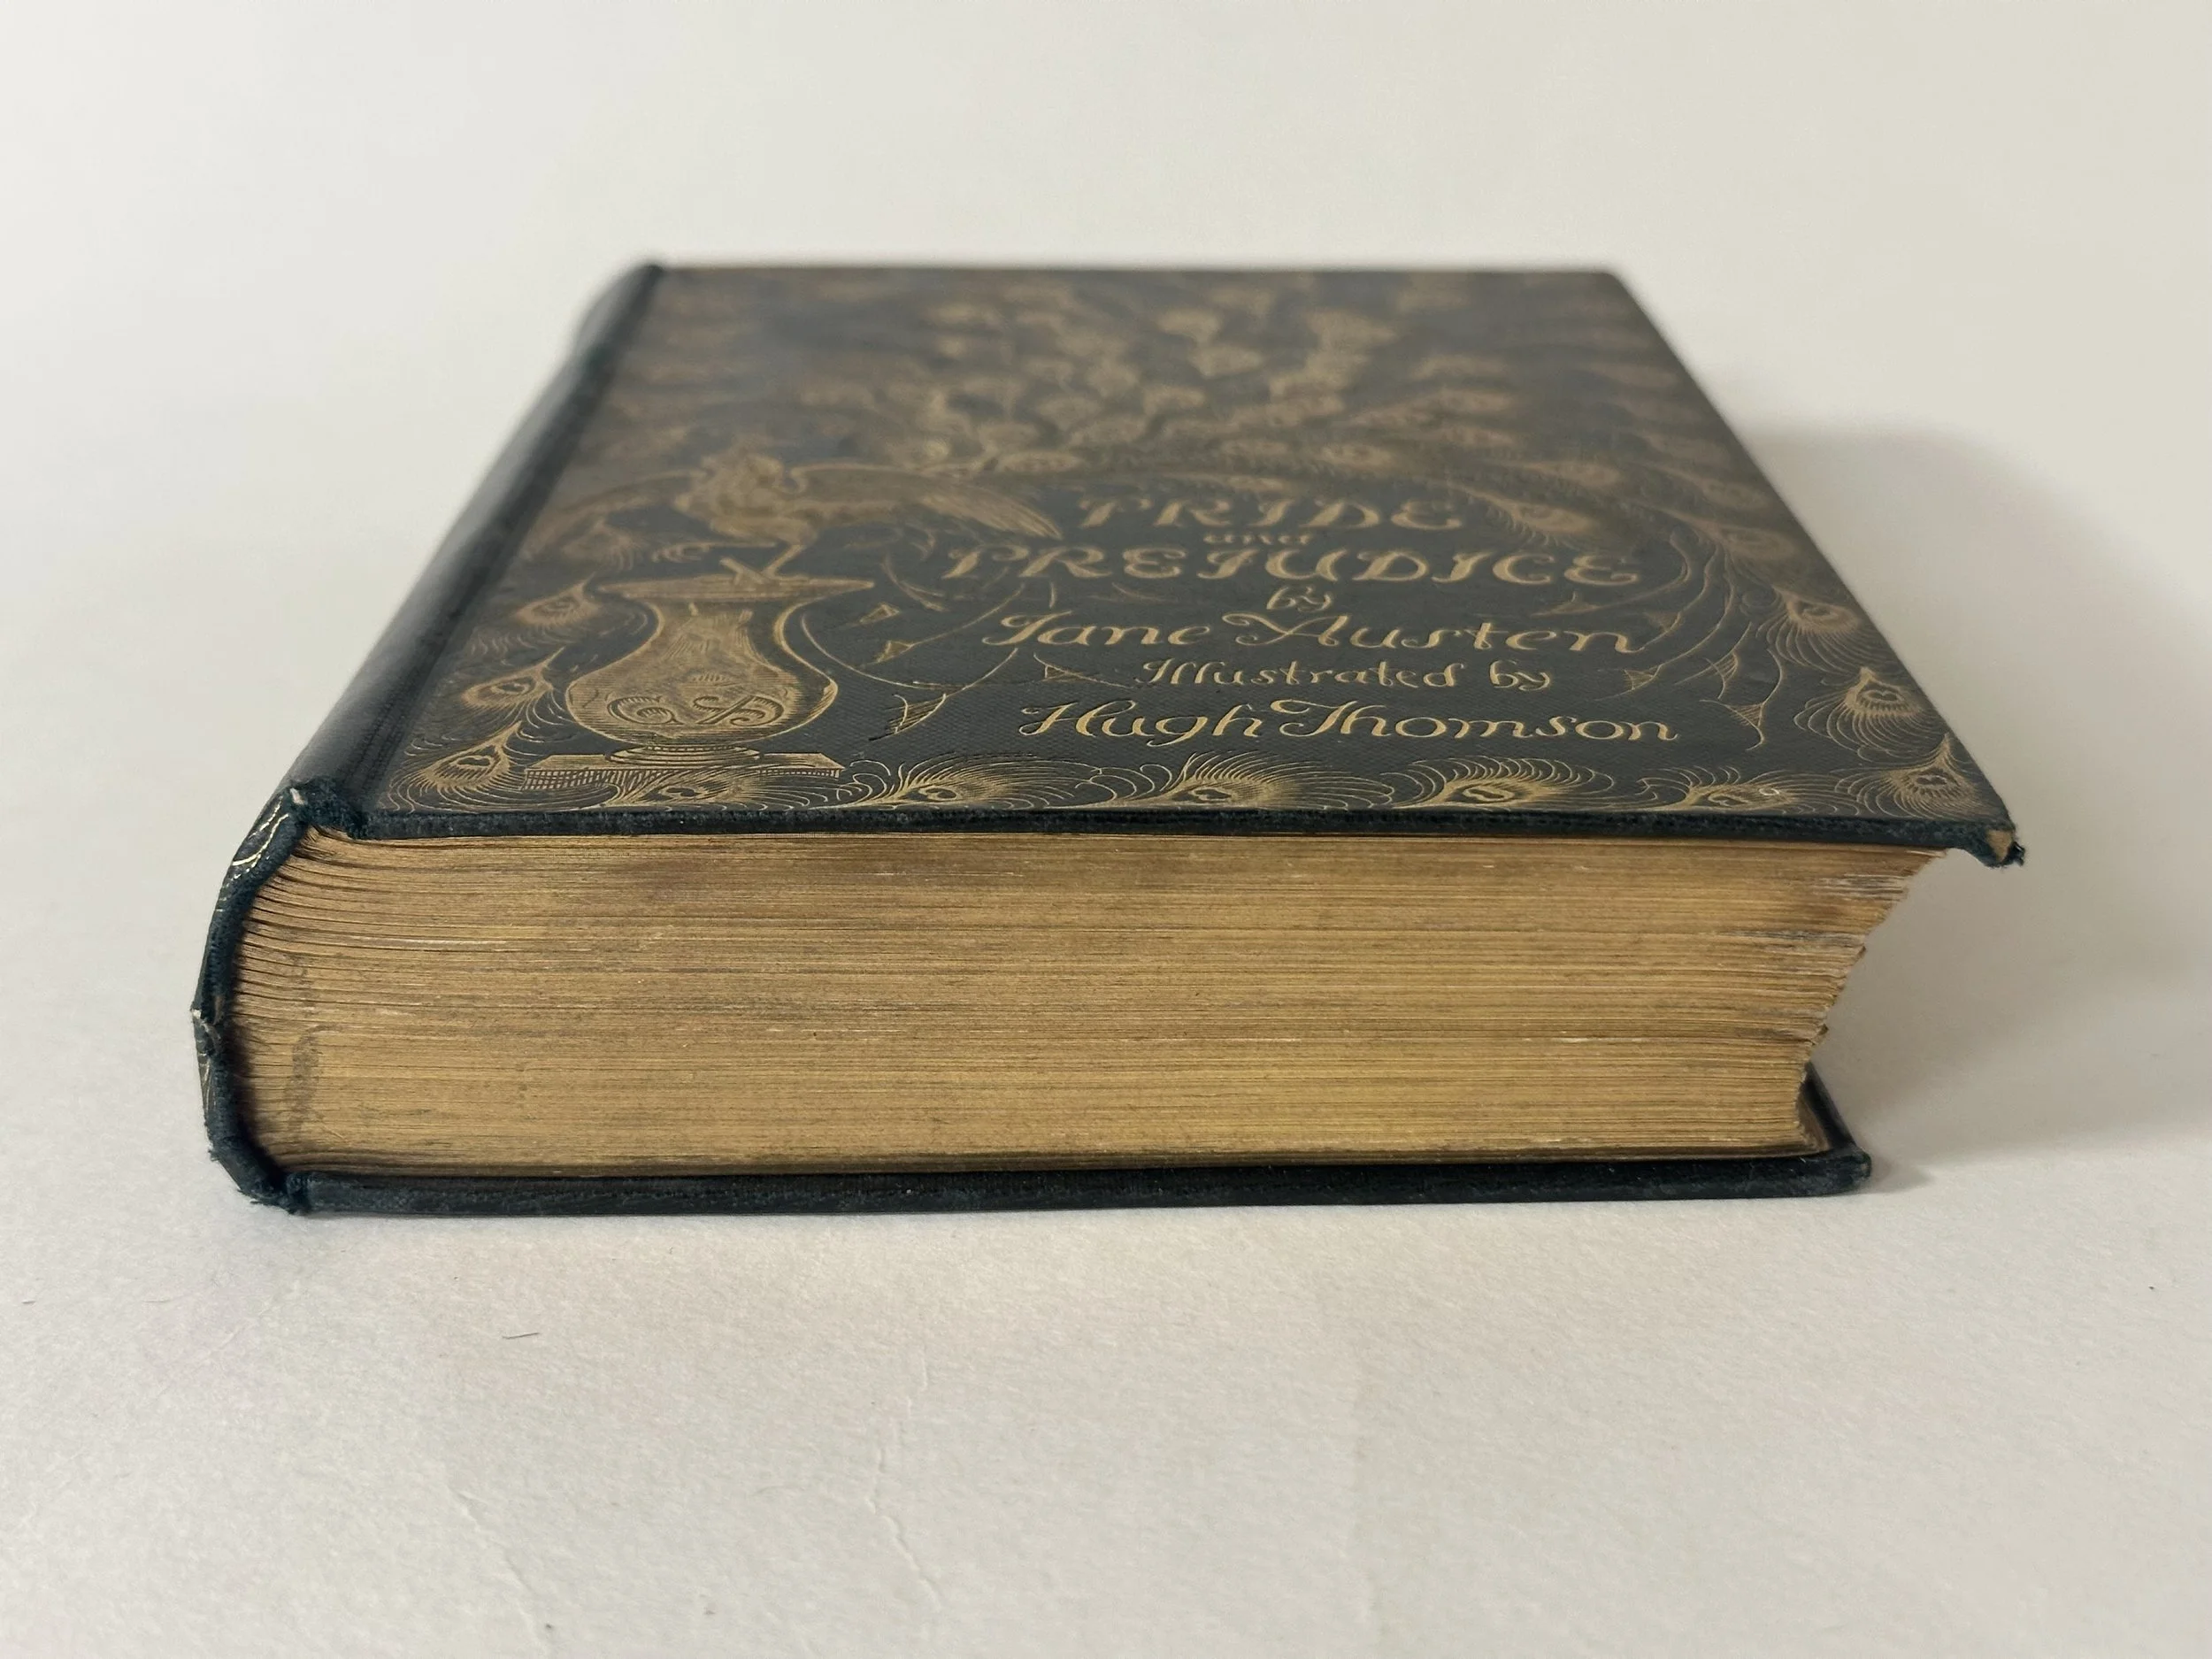 PRIDE
and
PREJUDICE
by
Jane Austen
Illustrated by
Hugh Thomson